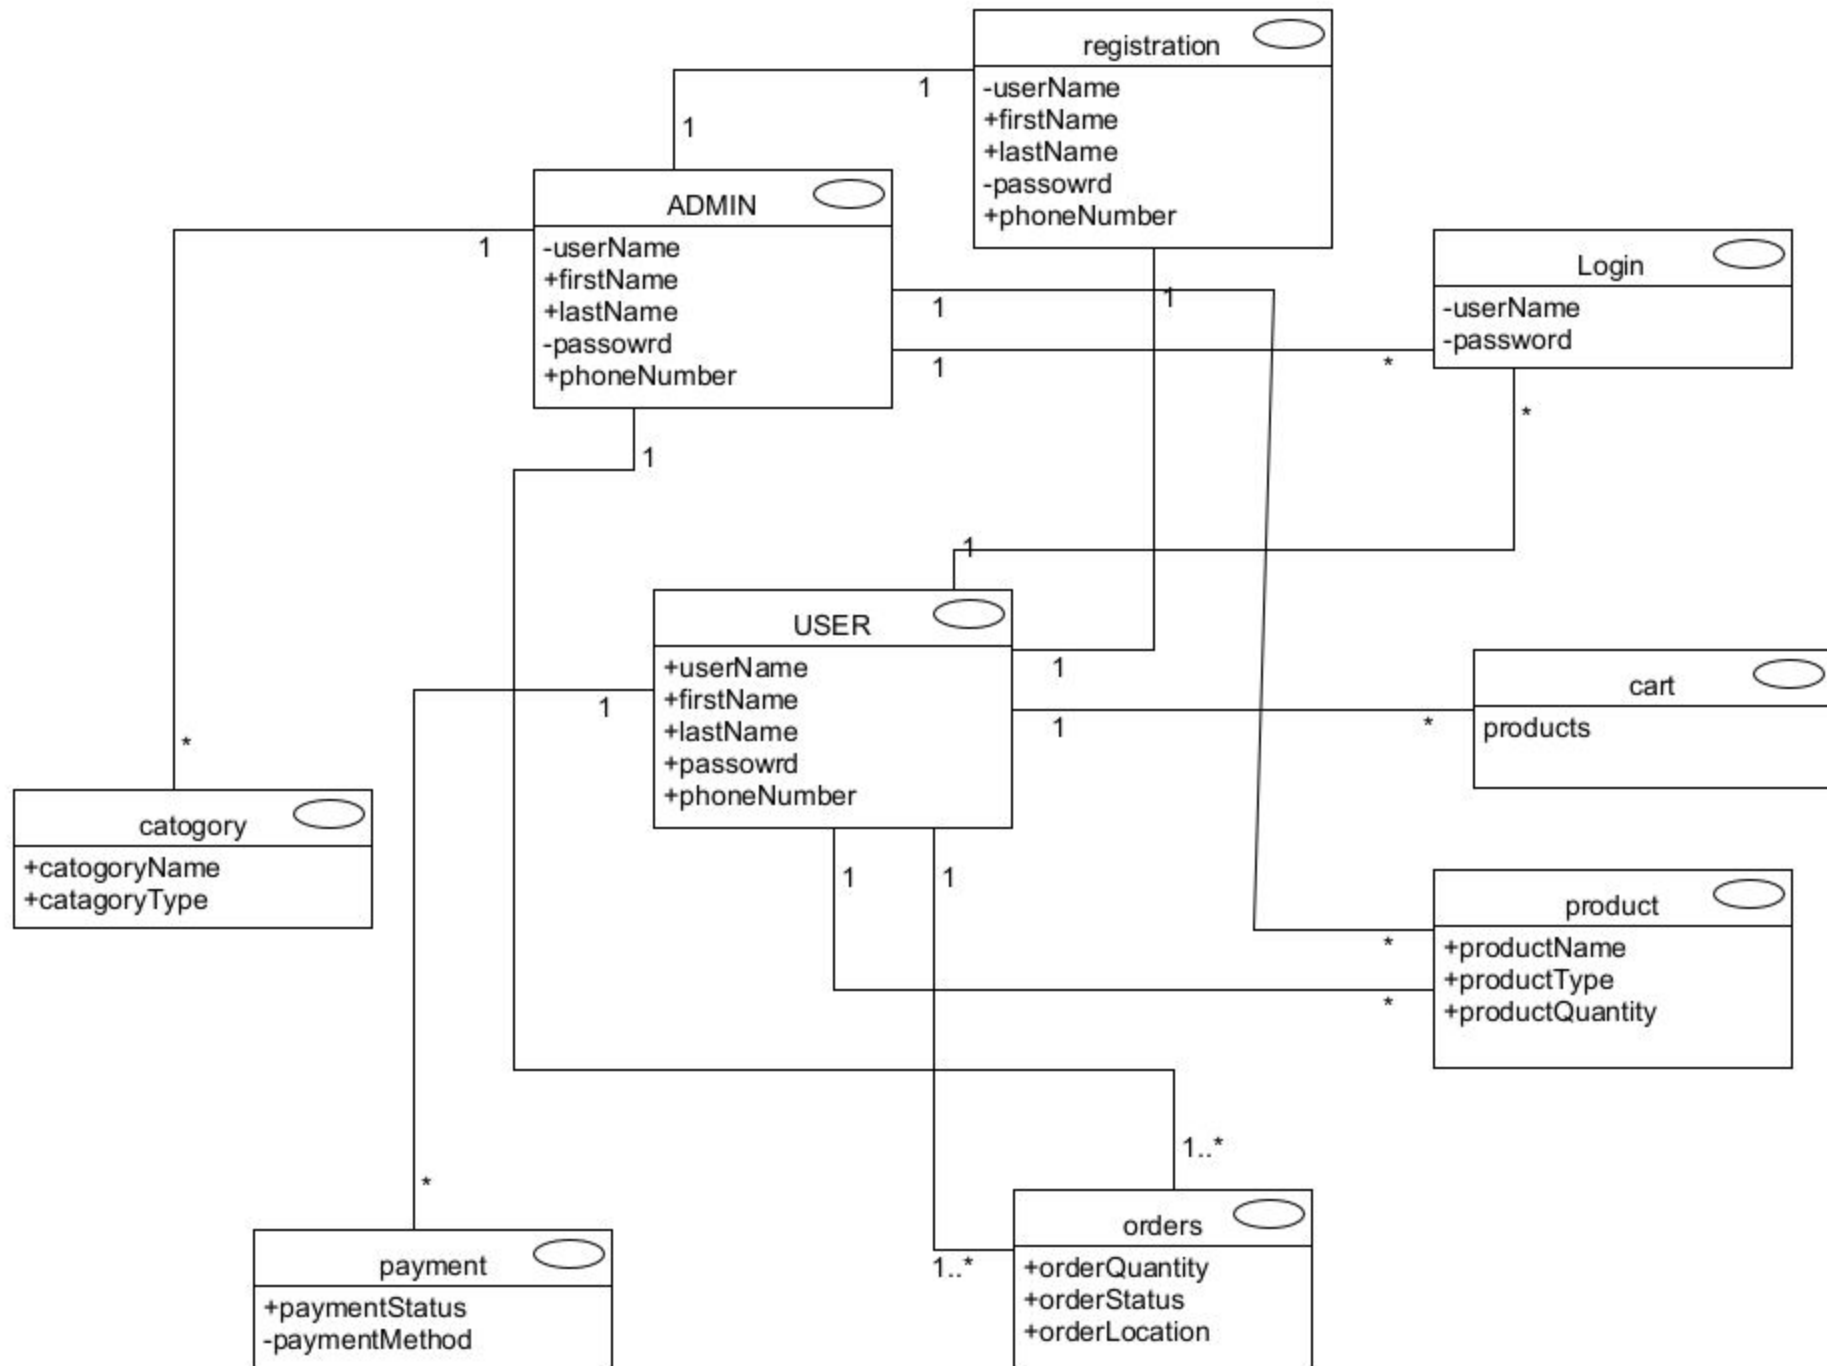 registration
-userName
+firstName
+lastName
-passowrd
+phoneNumber
1
1
ADMIN
-userName
+firstName
+lastName
-passowrd
+phoneNumber
1
1
1
1
1
Login
-userName
-password
*
*
1
USER
+userName
+firstName
+lastName
+passowrd
+phoneNumber
1
1
1
1
1
cart
products
*
*
catogory
+catogoryName
+catagoryType
product
+productName
+productType
+productQuantity
*
*
1..*
*
1..*
payment
+paymentStatus
-paymentMethod
orders
+orderQuantity
+orderStatus
+orderLocation